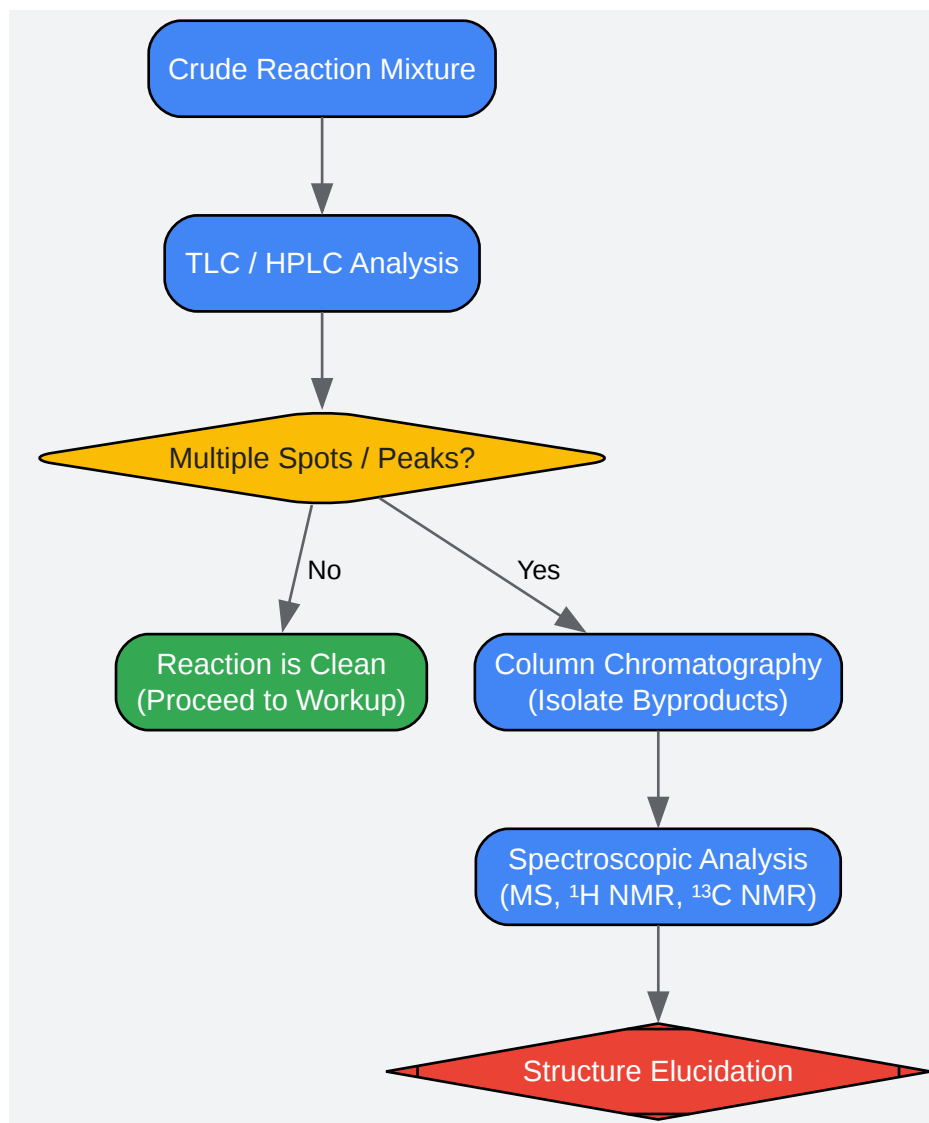 Crude Reaction Mixture
TLC / HPLC Analysis
Multiple Spots / Peaks?
No
Yes
Reaction is Clean
(Proceed to Workup)
Column Chromatography
(Isolate Byproducts)
Spectroscopic Analysis
(MS, ¹H NMR, ¹³C NMR)
Structure Elucidation